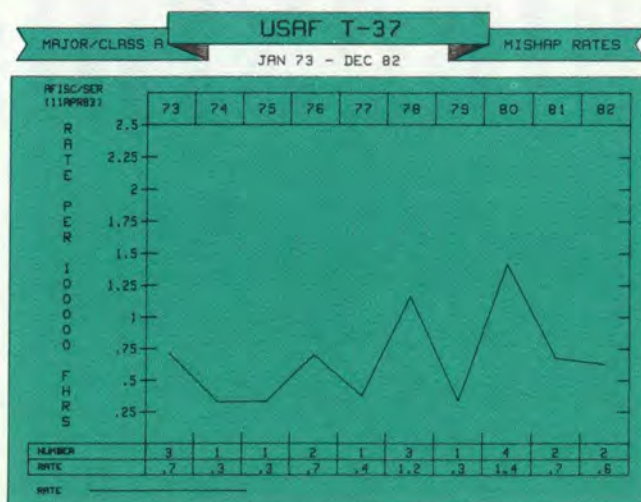 USAF T-37
MAJOR/CLASS A MISHAP RATES
JAN 73 - DEC 82
AFISC/SER
(11APR83)
73 74 75 76 77 78 79 80 81 82
RATE PER 10000 FHRS
2.5
2.25
2
1.75
1.5
1.25
1
.75
.5
.25
NUMBER 3 1 1 2 1 3 1 4 2 2
RATE .7 .3 .3 .7 .4 1.2 .3 1.4 .7 .6
RATE